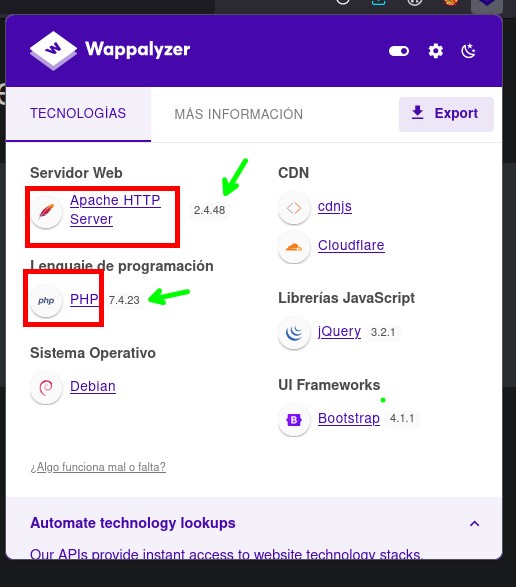 Wappalyzer
TECNOLOGÍAS
MÁS INFORMACIÓN
Export
Servidor Web
Apache HTTP
Server
2.4.48
Lenguaje de programación
php
PHP
7.4.23
Sistema Operativo
Debian
CDN
cdnjs
Cloudflare
Librerías JavaScript
jQuery
3.2.1
UI Frameworks
B
Bootstrap
4.1.1
¿Algo funciona mal o falta?
Automate technology lookups
Our APIs provide instant access to website technology stacks,